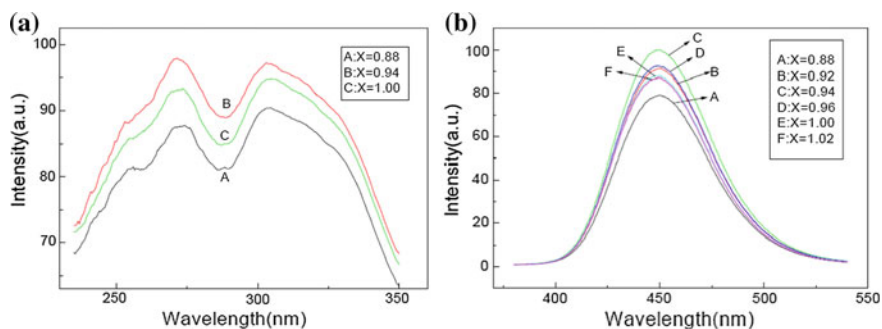 (a)
100
90
80
70
Intensity(a.u.)
250
300
350
Wavelength(nm)
A:X=0.88
B:X=0.94
C:X=1.00
B
C
A
(b)
100
80
60
40
20
0
Intensity(a.u.)
400
450
500
550
Wavelength(nm)
E
F
C
D
B
A
A:X=0.88
B:X=0.92
C:X=0.94
D:X=0.96
E:X=1.00
F:X=1.02